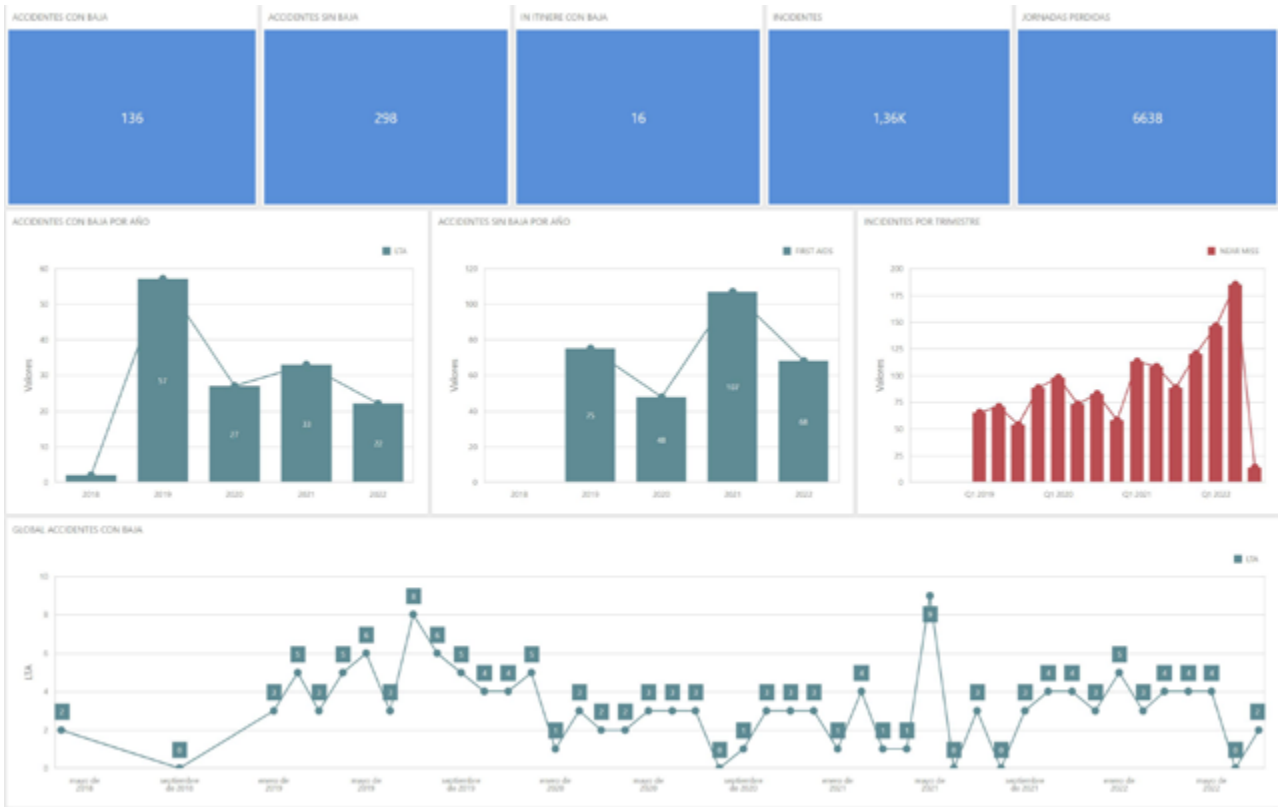 ACCIDENTES CON BAJA
ACCIDENTES SIN BAJA
IN ITINERE CON BAJA
INCIDENTES
JORNADAS PERDIDAS
136
298
16
1,36K
6638
ACCIDENTES CON BAJA POR AÑO
LTA
Valores
60
50
40
30
20
10
0
57
27
33
22
2018
2019
2020
2021
2022
ACCIDENTES SIN BAJA POR AÑO
FIRST AIDS
Valores
120
100
80
60
40
20
0
75
48
107
68
2018
2019
2020
2021
2022
INCIDENTES POR TRIMESTRE
NEAR MISS
Valores
200
175
150
125
100
75
50
25
0
Q1 2019
Q1 2020
Q1 2021
Q1 2022
GLOBAL ACCIDENTES CON BAJA
LTA
LTA
10
8
6
4
2
0
2
0
3
5
3
5
6
3
8
6
5
4
4
5
1
3
2
2
3
3
3
0
1
3
3
3
1
4
1
1
9
0
3
0
3
4
4
3
5
3
4
4
4
0
2
mayo de
2018
septiembre
de 2018
enero de
2019
mayo de
2019
septiembre
de 2019
enero de
2020
mayo de
2020
septiembre
de 2020
enero de
2021
mayo de
2021
septiembre
de 2021
enero de
2022
mayo de
2022